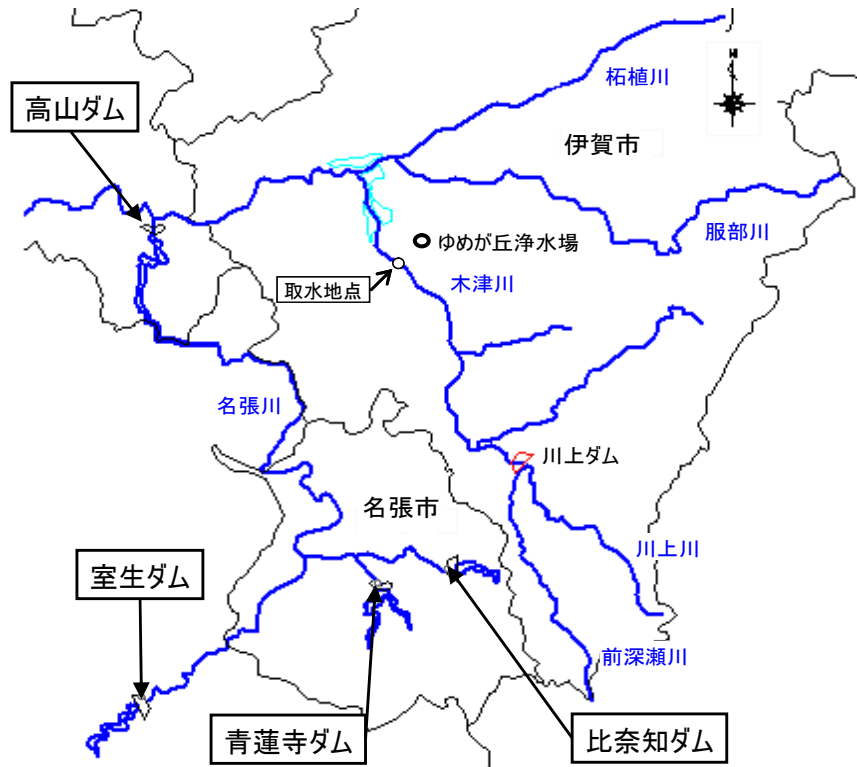 N
柘植川
高山ダム
伊賀市
服部川
ゆめが丘浄水場
取水地点
木津川
名張川
川上ダム
名張市
川上川
室生ダム
前深瀬川
青蓮寺ダム
比奈知ダム